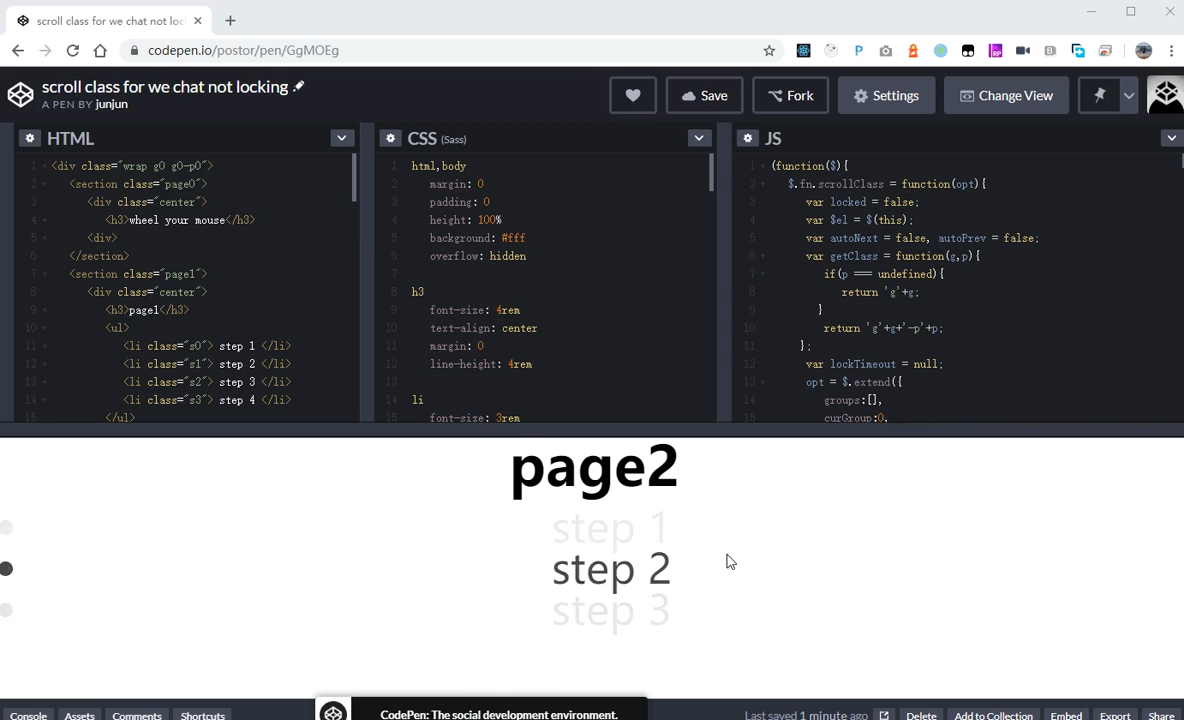 scroll class for we chat not loc
codepen.io/postor/pen/GgMOEg
scroll class for we chat not locking
A PEN BY junjun
Save
Fork
Settings
Change View
HTML
1 <div class="wrap g0 g0-p0">
2 <section class="page0">
3 <div class="center">
4 <h3>wheel your mouse</h3>
5 <div>
6 </section>
7 <section class="page1">
8 <div class="center">
9 <h3>page1</h3>
10 <ul>
11 <li class="s0"> step 1 </li>
12 <li class="s1"> step 2 </li>
13 <li class="s2"> step 3 </li>
14 <li class="s3"> step 4 </li>
15 </ul>
CSS (Sass)
1 html,body
2 margin: 0
3 padding: 0
4 height: 100%
5 background: #fff
6 overflow: hidden
7
8 h3
9 font-size: 4rem
10 text-align: center
11 margin: 0
12 line-height: 4rem
13
14 li
15 font-size: 3rem
JS
1 (function($){
2 $.fn.scrollClass = function(opt){
3 var locked = false;
4 var $el = $(this);
5 var autoNext = false, autoPrev = false;
6 var getClass = function(g,p){
7 if(p === undefined){
8 return 'g'+g;
9 }
10 return 'g'+g+'-p'+p;
11 };
12 var lockTimeout = null;
13 opt = $.extend({
14 groups:[],
15 curGroup:0,
page2
step 1
step 2
step 3
Console
Assets
Comments
Shortcuts
CodePen: The social development environment.
Last saved 1 minute ago
Delete
Add to Collection
Embed
Export
Share